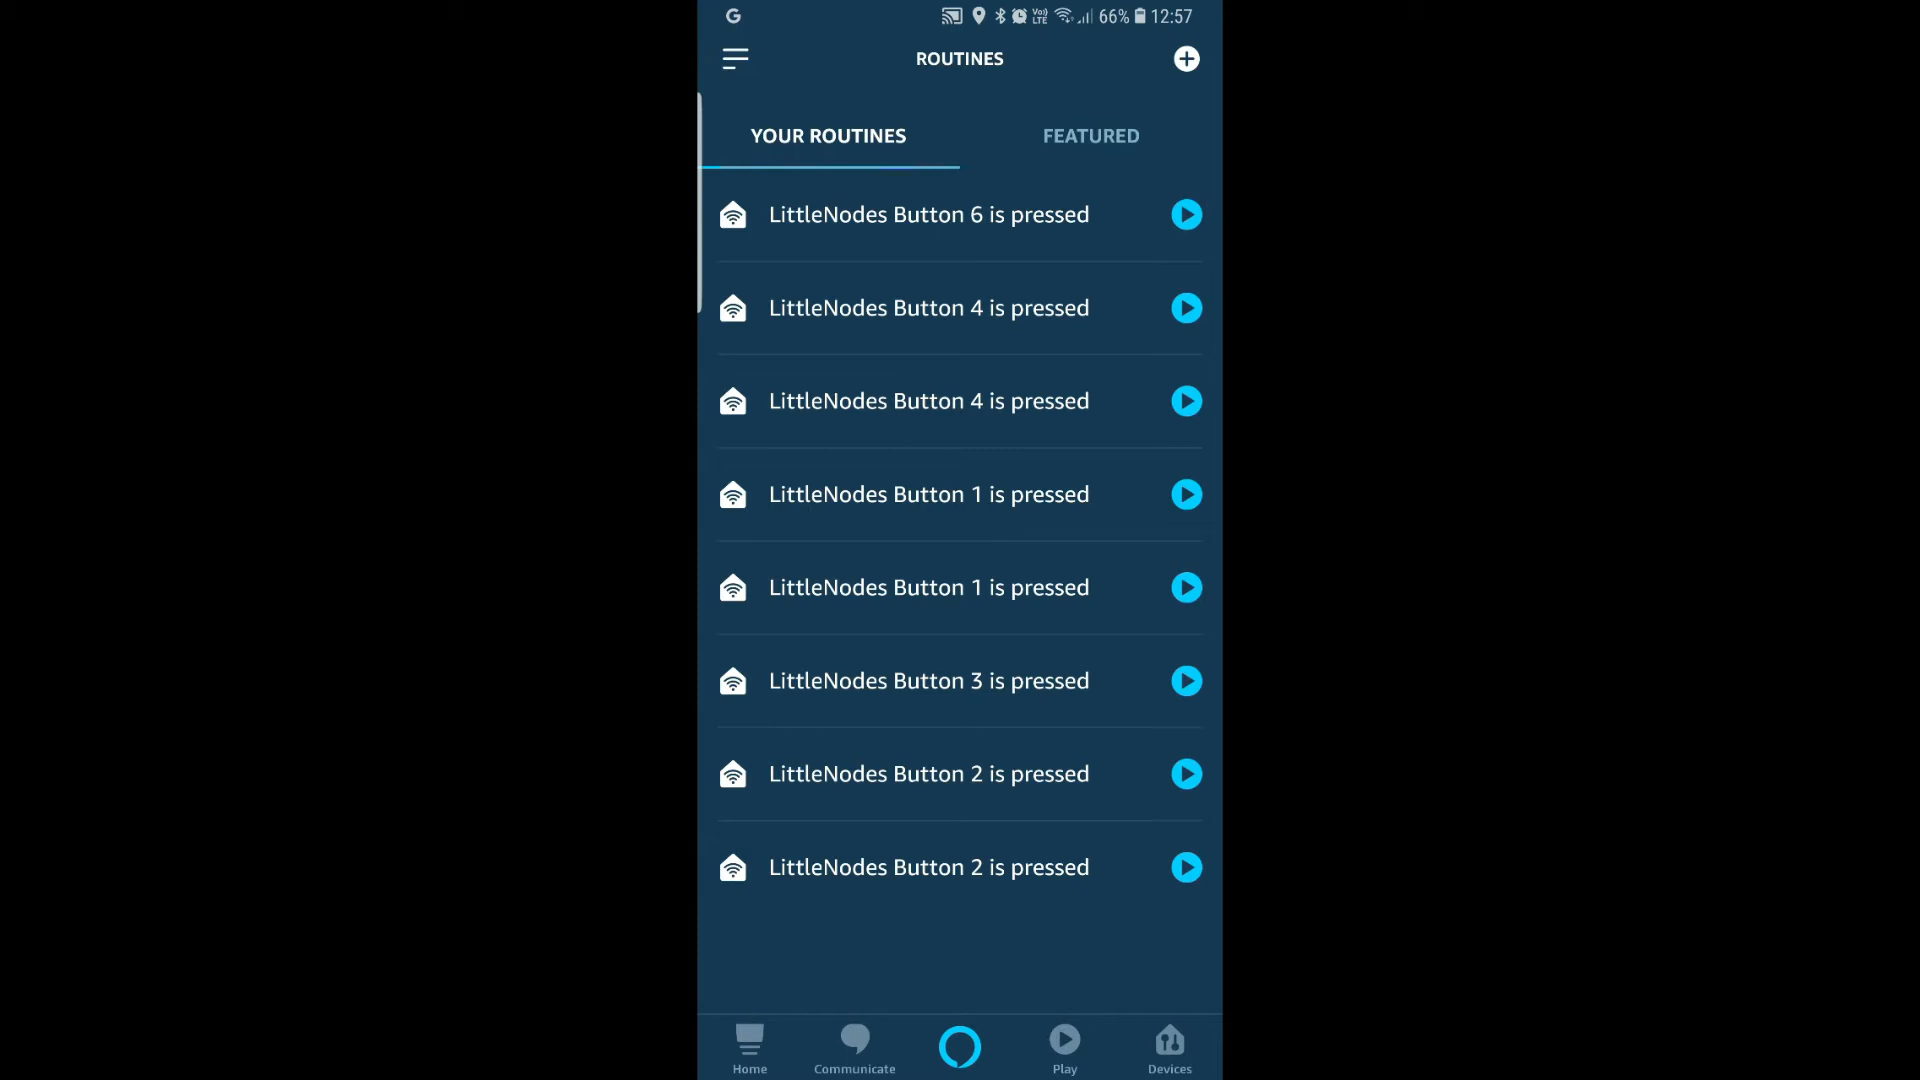 G
Vo)) LTE 66% 12:57
ROUTINES
YOUR ROUTINES FEATURED
LittleNodes Button 6 is pressed
LittleNodes Button 4 is pressed
LittleNodes Button 4 is pressed
LittleNodes Button 1 is pressed
LittleNodes Button 1 is pressed
LittleNodes Button 3 is pressed
LittleNodes Button 2 is pressed
LittleNodes Button 2 is pressed
Home Communicate Play Devices